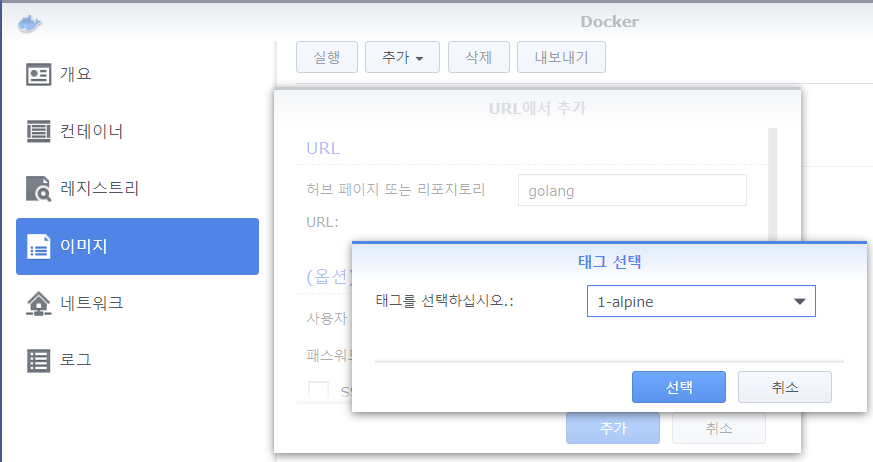 Docker
개요
컨테이너
레지스트리
이미지
네트워크
로그
실행 추가 삭제 내보내기
URL에서 추가
URL
허브 페이지 또는 리포지토리 golang
URL:
(옵션)
사용자
패스워드
추가 취소
태그 선택
태그를 선택하십시오.: 1-alpine
선택 취소